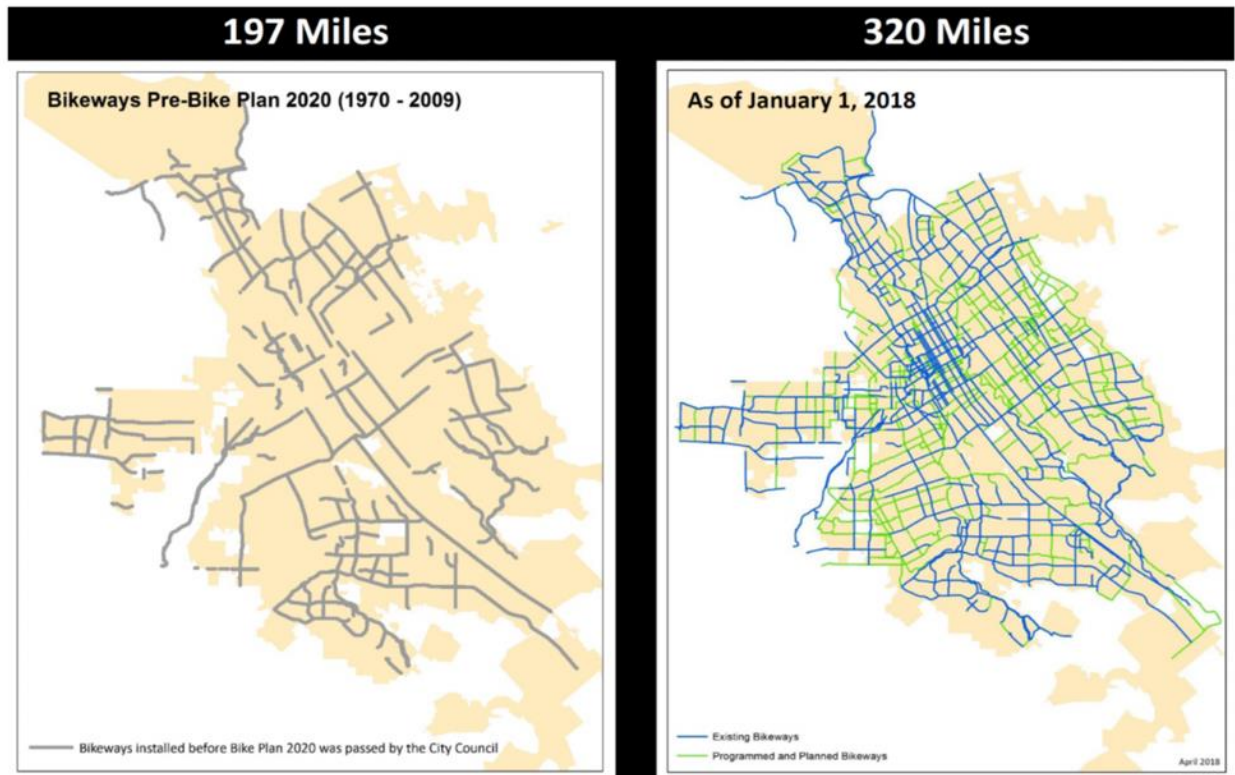 197 Miles
320 Miles
Bikeways Pre-Bike Plan 2020 (1970 - 2009)
Bikeways installed before Bike Plan 2020 was passed by the City Council
As of January 1, 2018
Existing Bikeways
Programmed and Planned Bikeways
April 2018